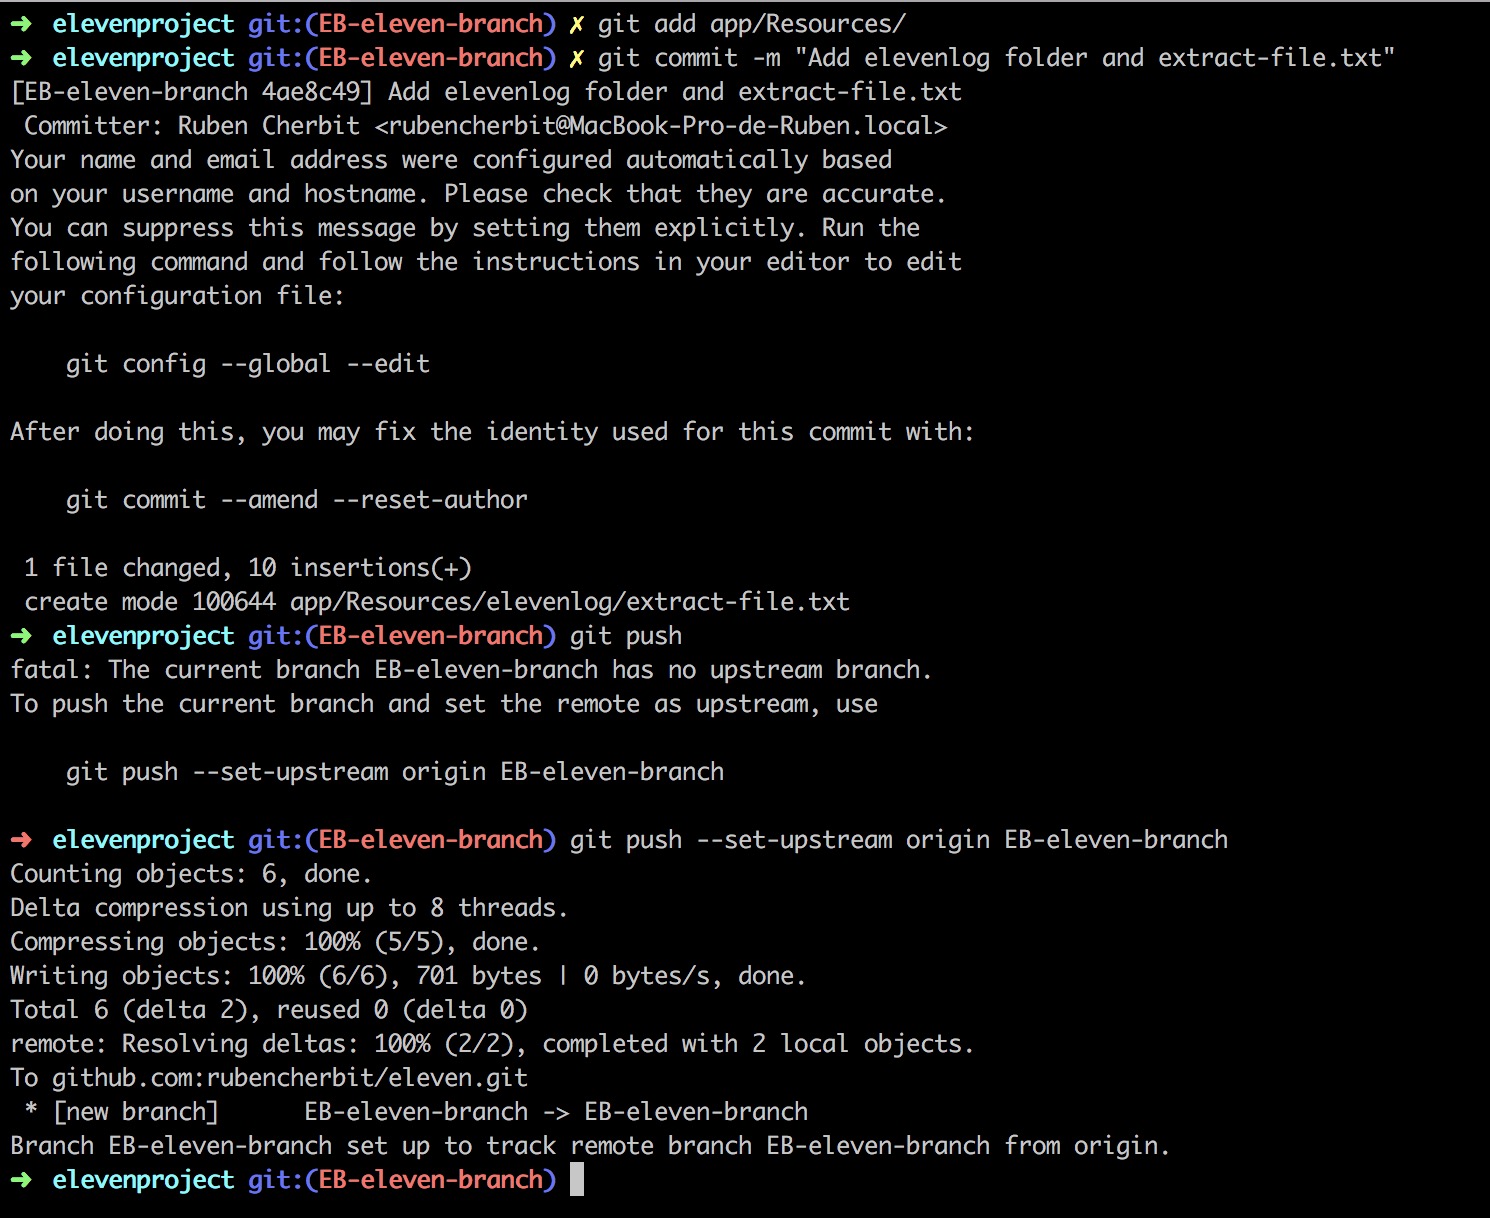 ➜  elevenproject git:(EB-eleven-branch) ✗ git add app/Resources/
➜  elevenproject git:(EB-eleven-branch) ✗ git commit -m "Add elevenlog folder and extract-file.txt"
[EB-eleven-branch 4ae8c49] Add elevenlog folder and extract-file.txt
 Committer: Ruben Cherbit <rubencherbit@MacBook-Pro-de-Ruben.local>
Your name and email address were configured automatically based
on your username and hostname. Please check that they are accurate.
You can suppress this message by setting them explicitly. Run the
following command and follow the instructions in your editor to edit
your configuration file:

    git config --global --edit

After doing this, you may fix the identity used for this commit with:

    git commit --amend --reset-author

 1 file changed, 10 insertions(+)
 create mode 100644 app/Resources/elevenlog/extract-file.txt
➜  elevenproject git:(EB-eleven-branch) git push
fatal: The current branch EB-eleven-branch has no upstream branch.
To push the current branch and set the remote as upstream, use

    git push --set-upstream origin EB-eleven-branch

➜  elevenproject git:(EB-eleven-branch) git push --set-upstream origin EB-eleven-branch
Counting objects: 6, done.
Delta compression using up to 8 threads.
Compressing objects: 100% (5/5), done.
Writing objects: 100% (6/6), 701 bytes | 0 bytes/s, done.
Total 6 (delta 2), reused 0 (delta 0)
remote: Resolving deltas: 100% (2/2), completed with 2 local objects.
To github.com:rubencherbit/eleven.git
 * [new branch]      EB-eleven-branch -> EB-eleven-branch
Branch EB-eleven-branch set up to track remote branch EB-eleven-branch from origin.
➜  elevenproject git:(EB-eleven-branch)